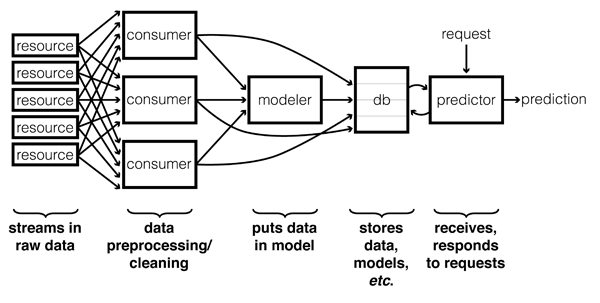 request
resource
resource
resource
resource
resource
consumer
consumer
consumer
modeler
db
predictor
prediction
streams in
raw data
data
preprocessing/
cleaning
puts data
in model
stores
data,
models,
etc.
receives,
responds
to requests